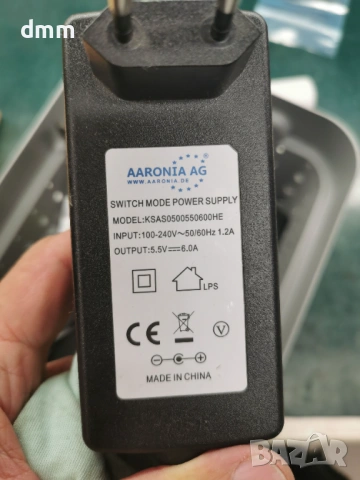 dmm
AARONIA AG
WWW.AARONIA.DE
SWITCH MODE POWER SUPPLY
MODEL:KSAS0500550600HE
INPUT:100-240V~50/60Hz 1.2A
OUTPUT:5.5V⎓6.0A
LPS
CE
V
MADE IN CHINA
BAZAR